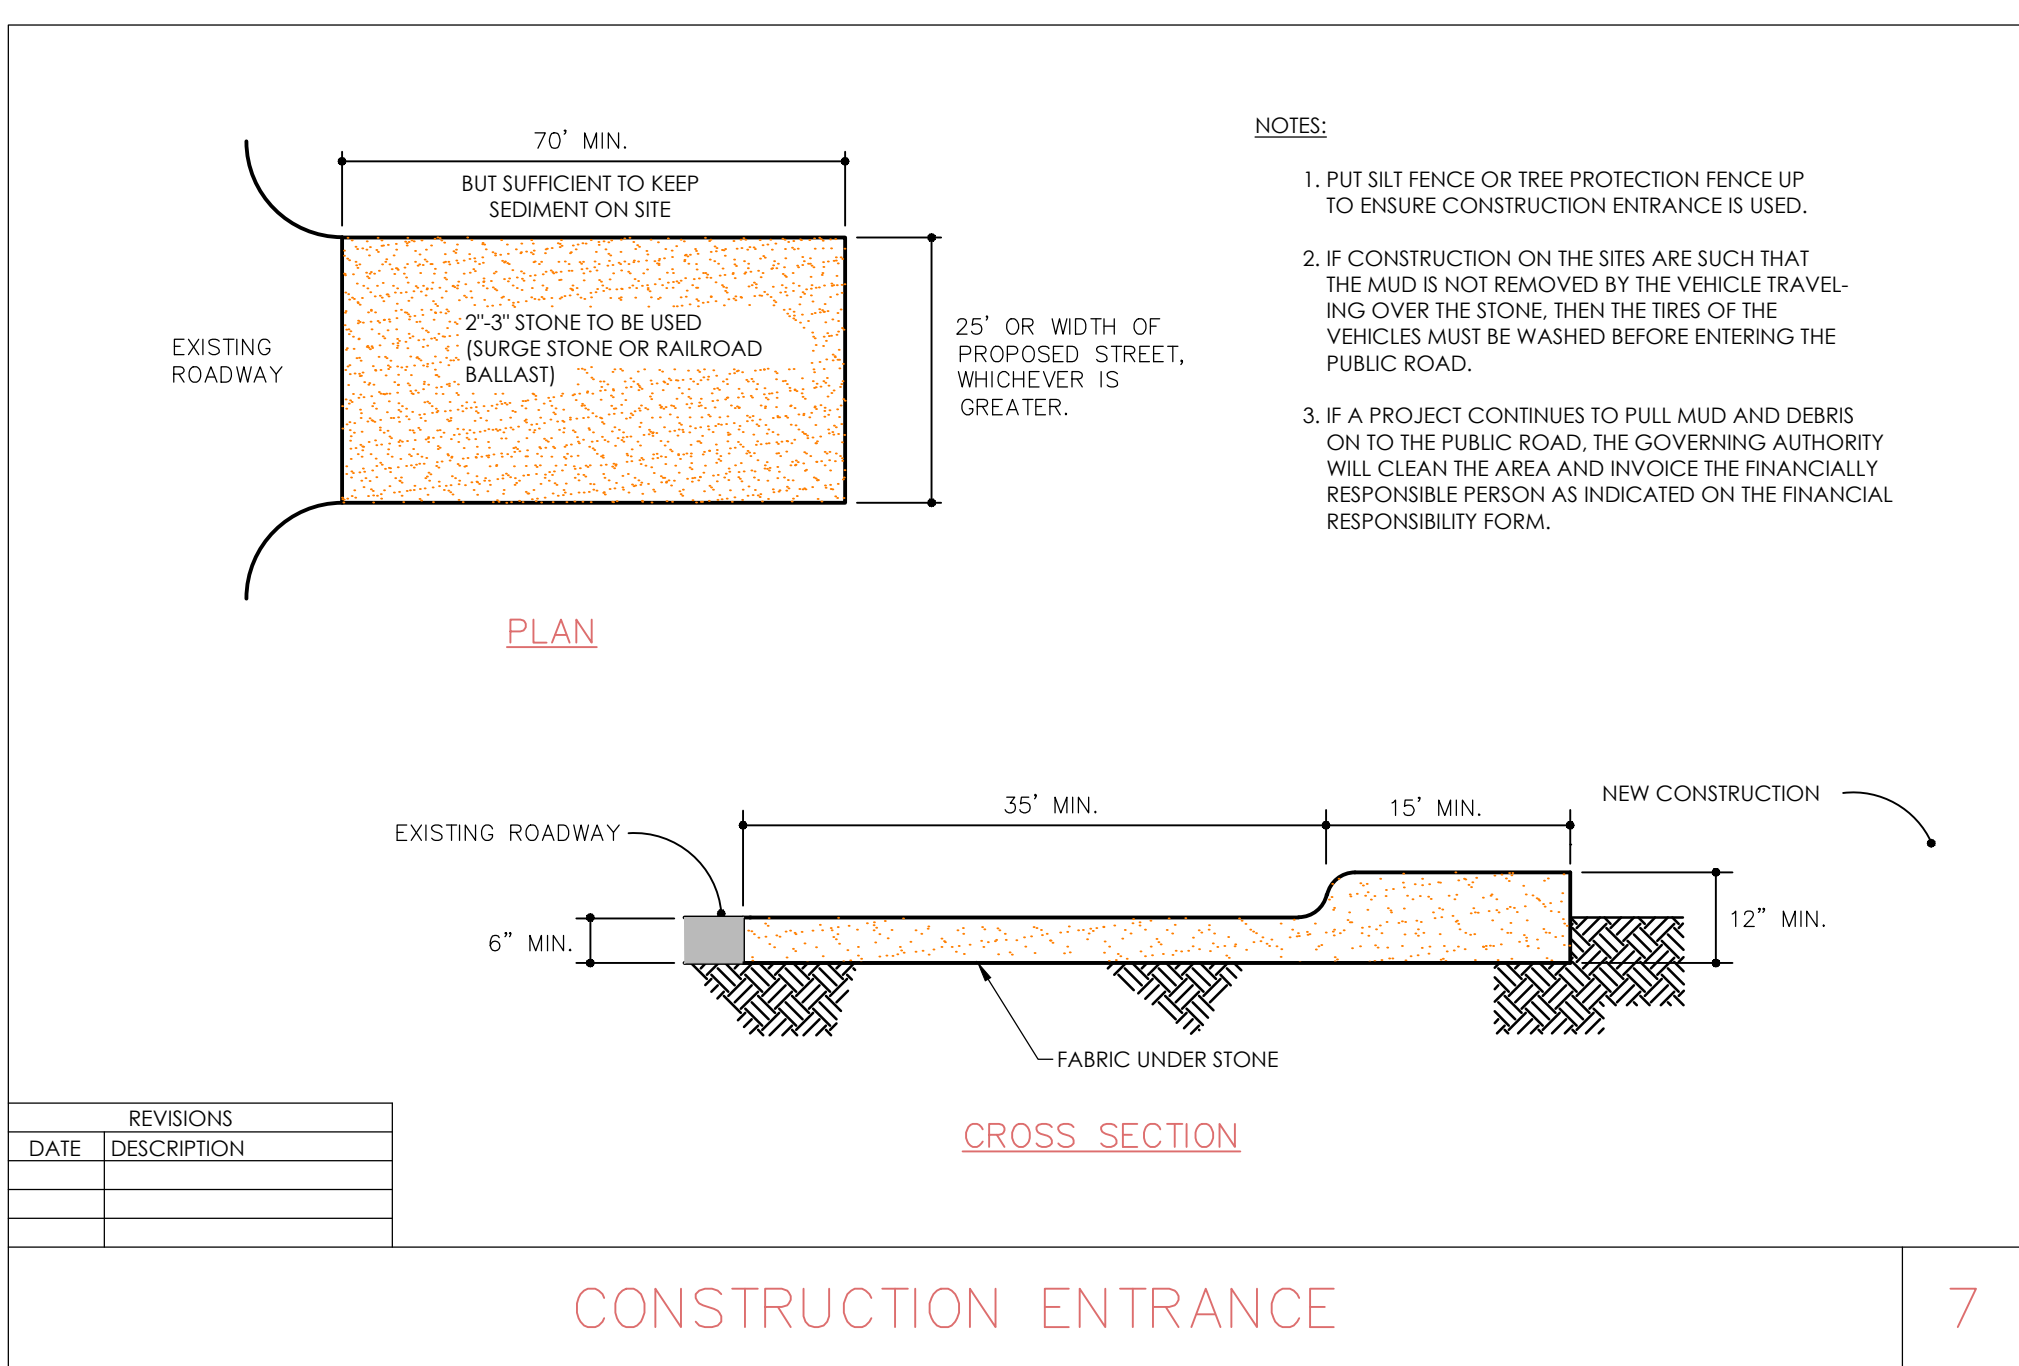 70' MIN.
BUT SUFFICIENT TO KEEP
SEDIMENT ON SITE
EXISTING
ROADWAY
2"-3" STONE TO BE USED
(SURGE STONE OR RAILROAD
BALLAST)
25' OR WIDTH OF
PROPOSED STREET,
WHICHEVER IS
GREATER.
PLAN
NOTES:
1. PUT SILT FENCE OR TREE PROTECTION FENCE UP
TO ENSURE CONSTRUCTION ENTRANCE IS USED.
2. IF CONSTRUCTION ON THE SITES ARE SUCH THAT
THE MUD IS NOT REMOVED BY THE VEHICLE TRAVEL-
ING OVER THE STONE, THEN THE TIRES OF THE
VEHICLES MUST BE WASHED BEFORE ENTERING THE
PUBLIC ROAD.
3. IF A PROJECT CONTINUES TO PULL MUD AND DEBRIS
ON TO THE PUBLIC ROAD, THE GOVERNING AUTHORITY
WILL CLEAN THE AREA AND INVOICE THE FINANCIALLY
RESPONSIBLE PERSON AS INDICATED ON THE FINANCIAL
RESPONSIBILITY FORM.
35' MIN.
15' MIN.
NEW CONSTRUCTION
EXISTING ROADWAY
6" MIN.
12" MIN.
FABRIC UNDER STONE
CROSS SECTION
REVISIONS
DATE DESCRIPTION
CONSTRUCTION ENTRANCE
7